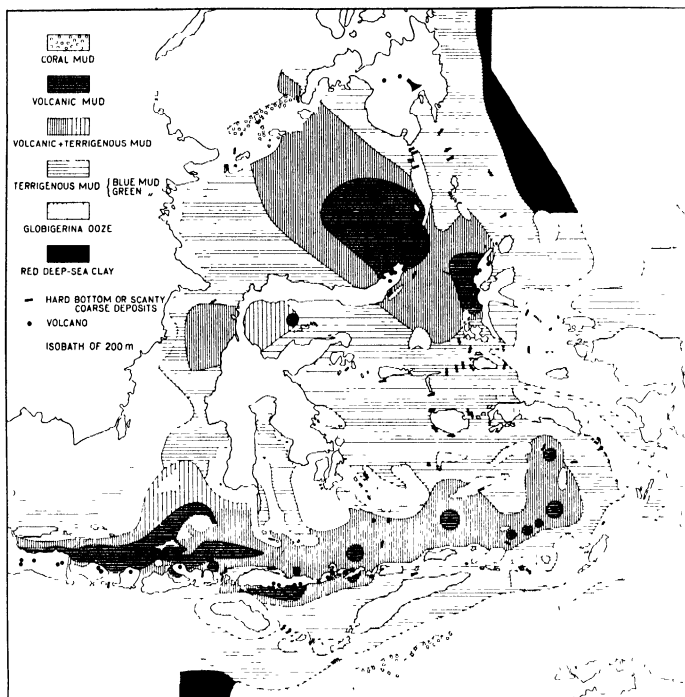 CORAL MUD
VOLCANIC MUD
VOLCANIC+TERRIGENOUS MUD
TERRIGENOUS MUD { BLUE MUD
GREEN „
GLOBIGERINA OOZE
RED DEEP-SEA CLAY
HARD BOTTOM OR SCANTY
COARSE DEPOSITS
VOLCANO
ISOBATH OF 200 m